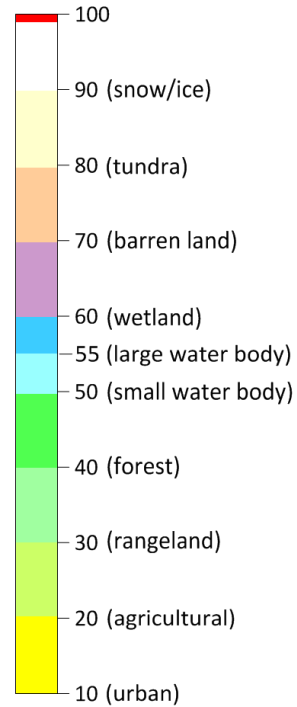 100
90 (snow/ice)
80 (tundra)
70 (barren land)
60 (wetland)
55 (large water body)
50 (small water body)
40 (forest)
30 (rangeland)
20 (agricultural)
10 (urban)